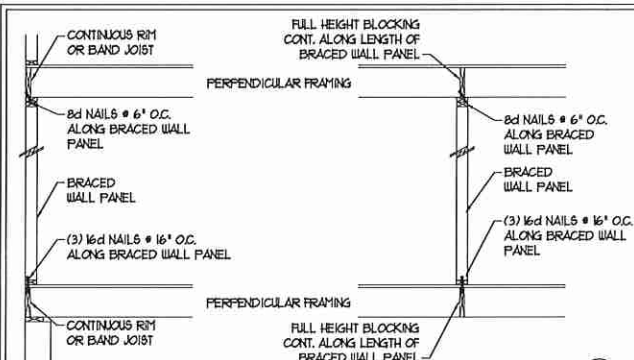 CONTINUOUS RIM
OR BAND JOIST
FULL HEIGHT BLOCKING
CONT. ALONG LENGTH OF
BRACED WALL PANEL
PERPENDICULAR FRAMING
8d NAILS @ 6" O.C.
ALONG BRACED WALL
PANEL
8d NAILS @ 6" O.C.
ALONG BRACED
WALL PANEL
BRACED
WALL PANEL
BRACED
WALL PANEL
(3) 16d NAILS @ 16" O.C.
ALONG BRACED WALL PANEL
(3) 16d NAILS @ 16" O.C.
ALONG BRACED WALL
PANEL
PERPENDICULAR FRAMING
CONTINUOUS RIM
OR BAND JOIST
FULL HEIGHT BLOCKING
CONT. ALONG LENGTH OF
BRACED WALL PANEL